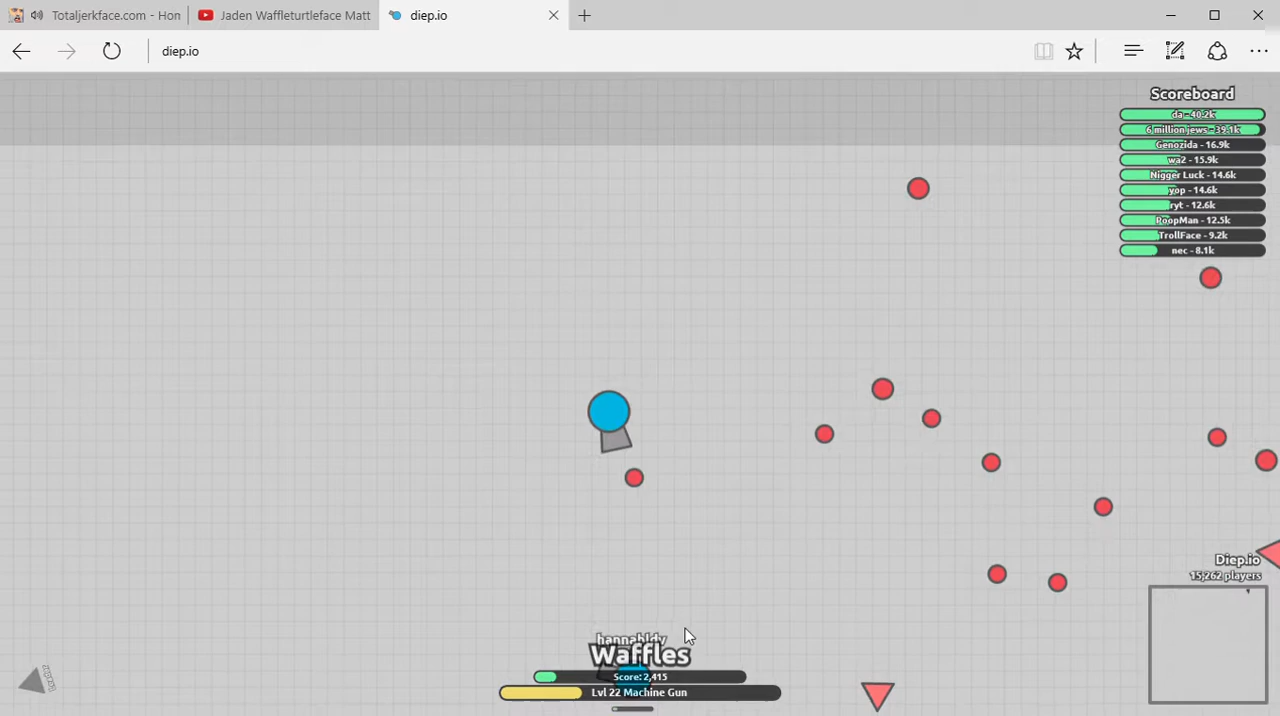 Totaljerkface.com - Hon
Jaden Waffleturtleface Matt
diep.io
diep.io
Scoreboard
da - 40.2k
6 million jews - 39.1k
Genozida - 16.9k
wa2 - 15.9k
Nigger Luck - 14.6k
yop - 14.6k
ryt - 12.6k
PoopMan - 12.5k
TrollFace - 9.2k
nec - 8.1k
Diep.io
15,262 players
hannahldy
Waffles
Score: 2,415
Lvl 22 Machine Gun